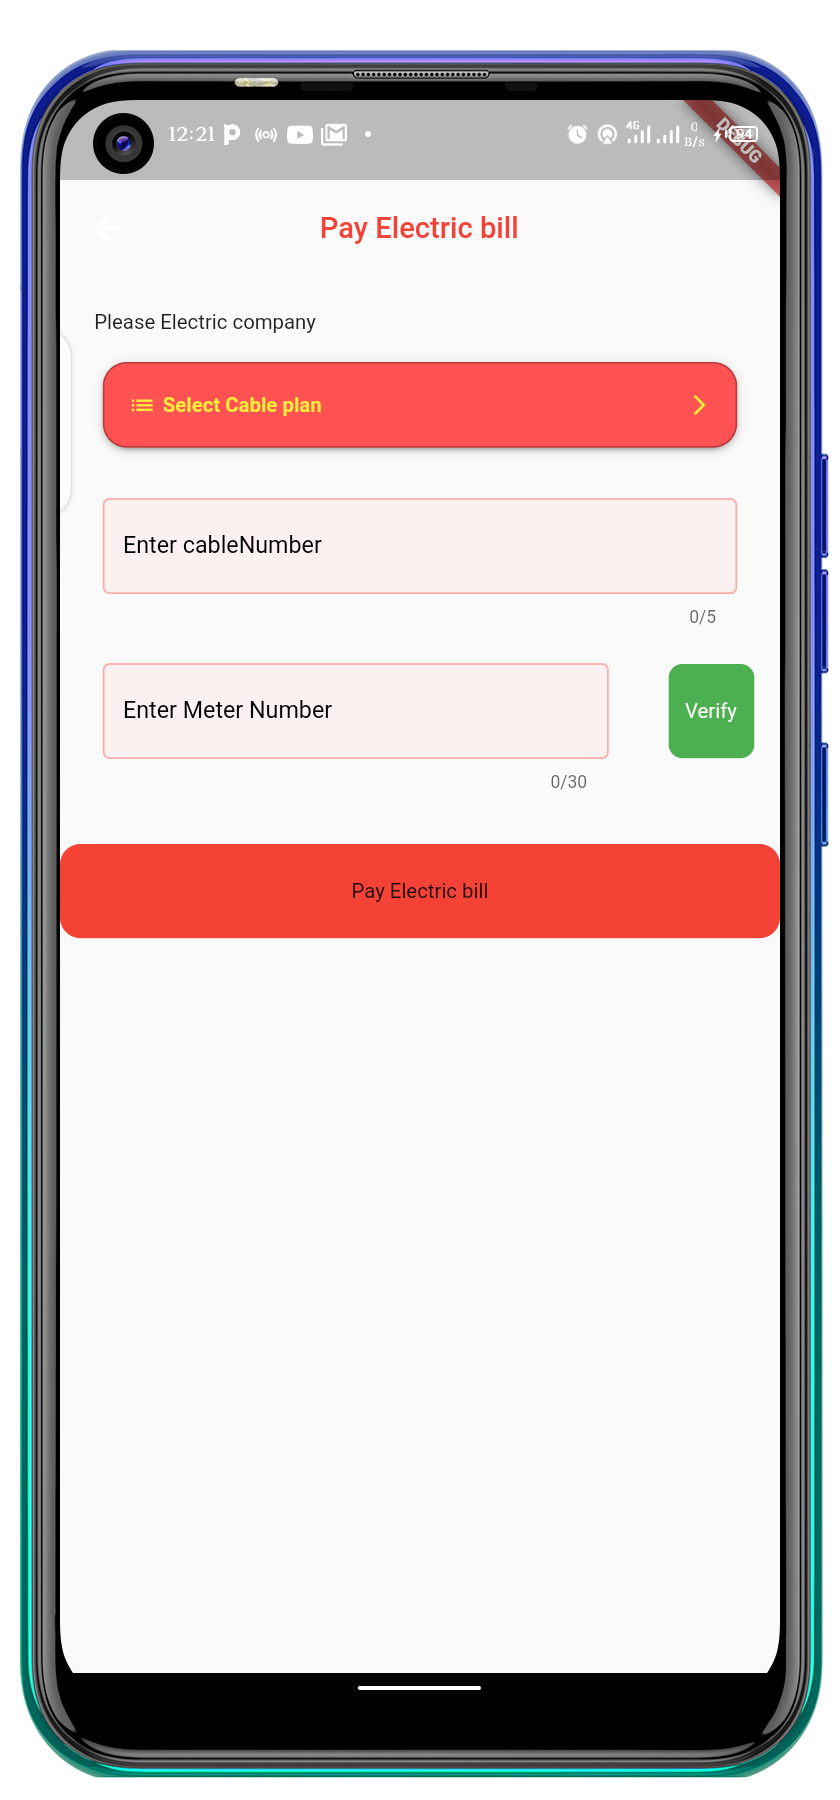 12:21
4G
0
B/s
94
DEBUG
Pay Electric bill
Please Electric company
Select Cable plan
Enter cableNumber
0/5
Enter Meter Number
Verify
0/30
Pay Electric bill